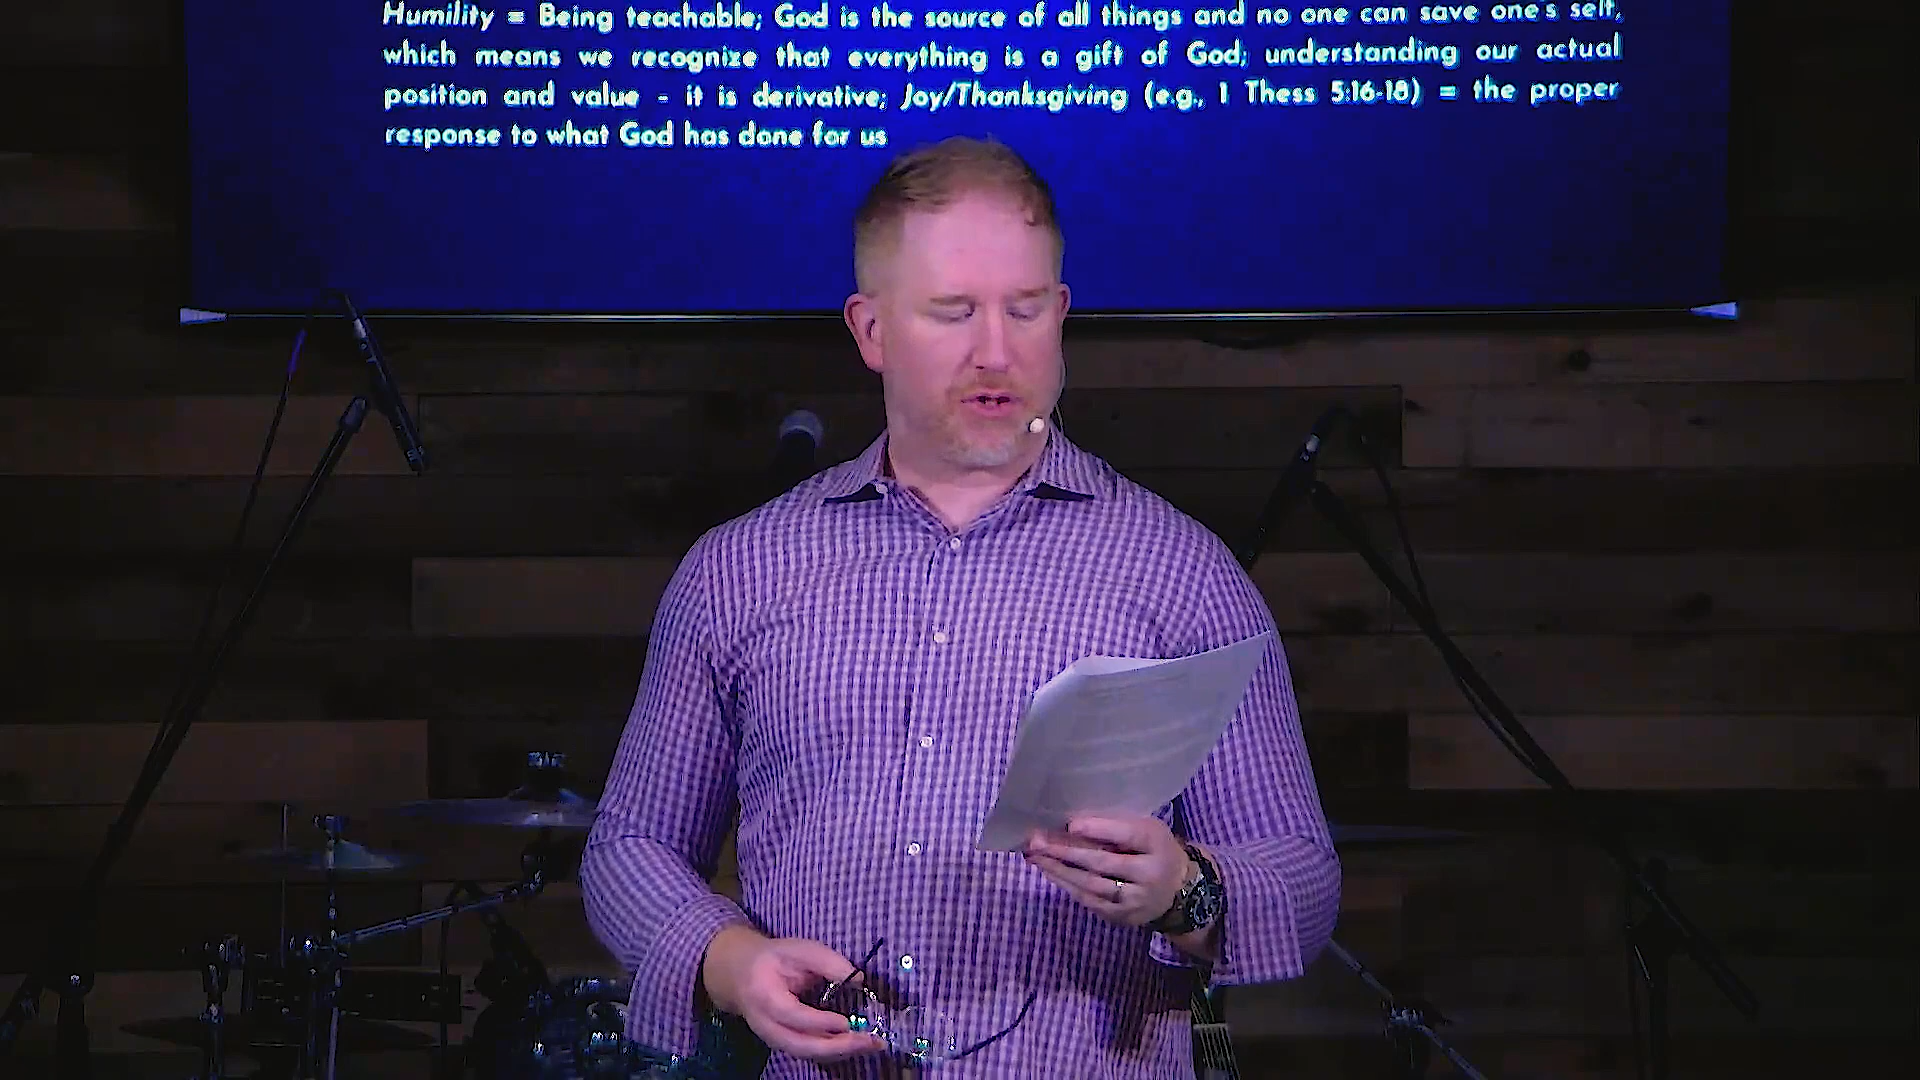 Humility = Being teachable; God is the source of all things and no one can save one's self,
which means we recognize that everything is a gift of God; understanding our actual
position and value - it is derivative; Joy/Thanksgiving (e.g., 1 Thess 5:16-18) = the proper
response to what God has done for us